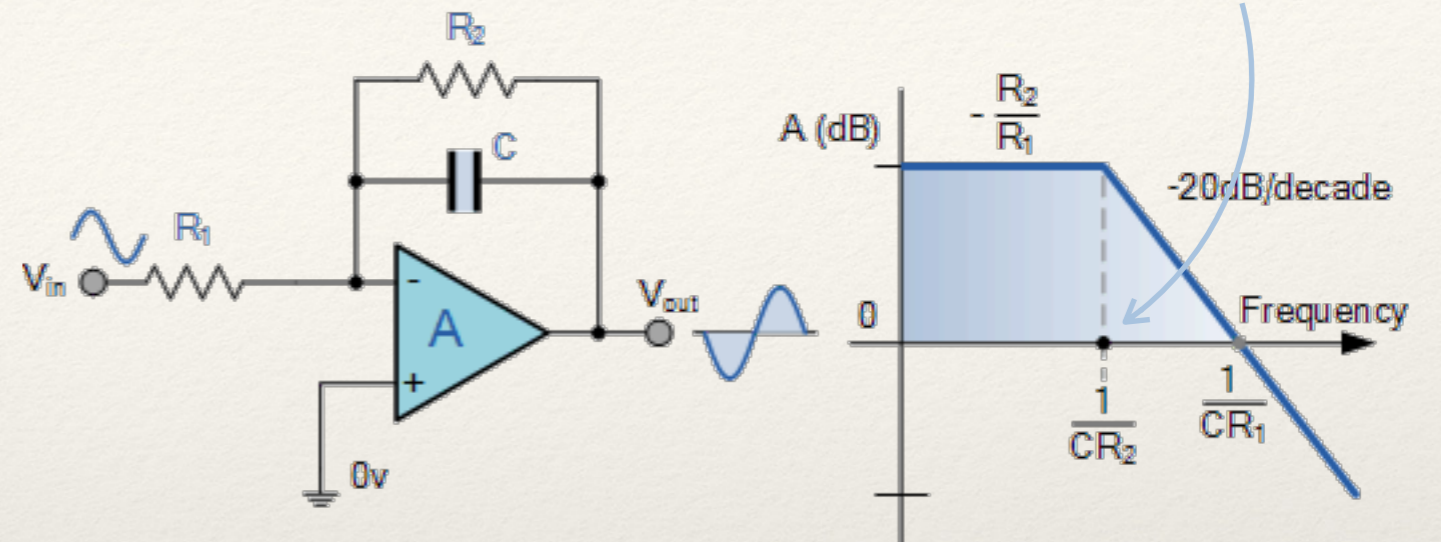 R₂
C
R₁
Vin
-
A
+
0v
Vout
A (dB)
- R₂
R₁
-20dB/decade
0
Frequency
1
CR₂
1
CR₁